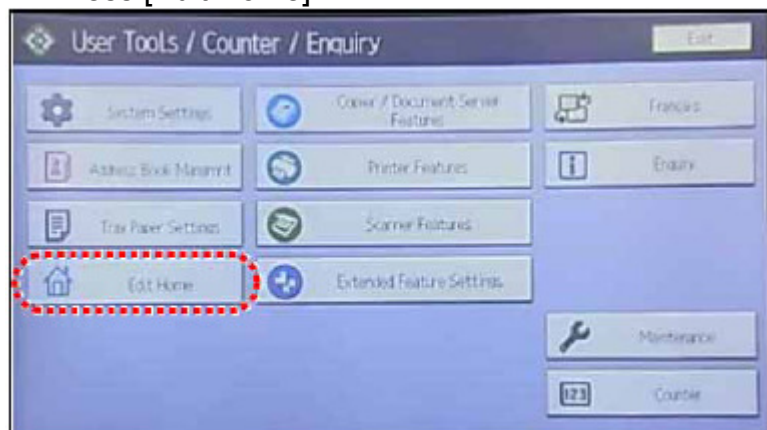 User Tools / Counter / Enquiry
Exit
System Settings
Copier / Document Server
Features
Français
Address Book Mangmnt
Printer Features
Enquiry
Tray Paper Settings
Scanner Features
Edit Home
Extended Feature Settings
Maintenance
123
Counter